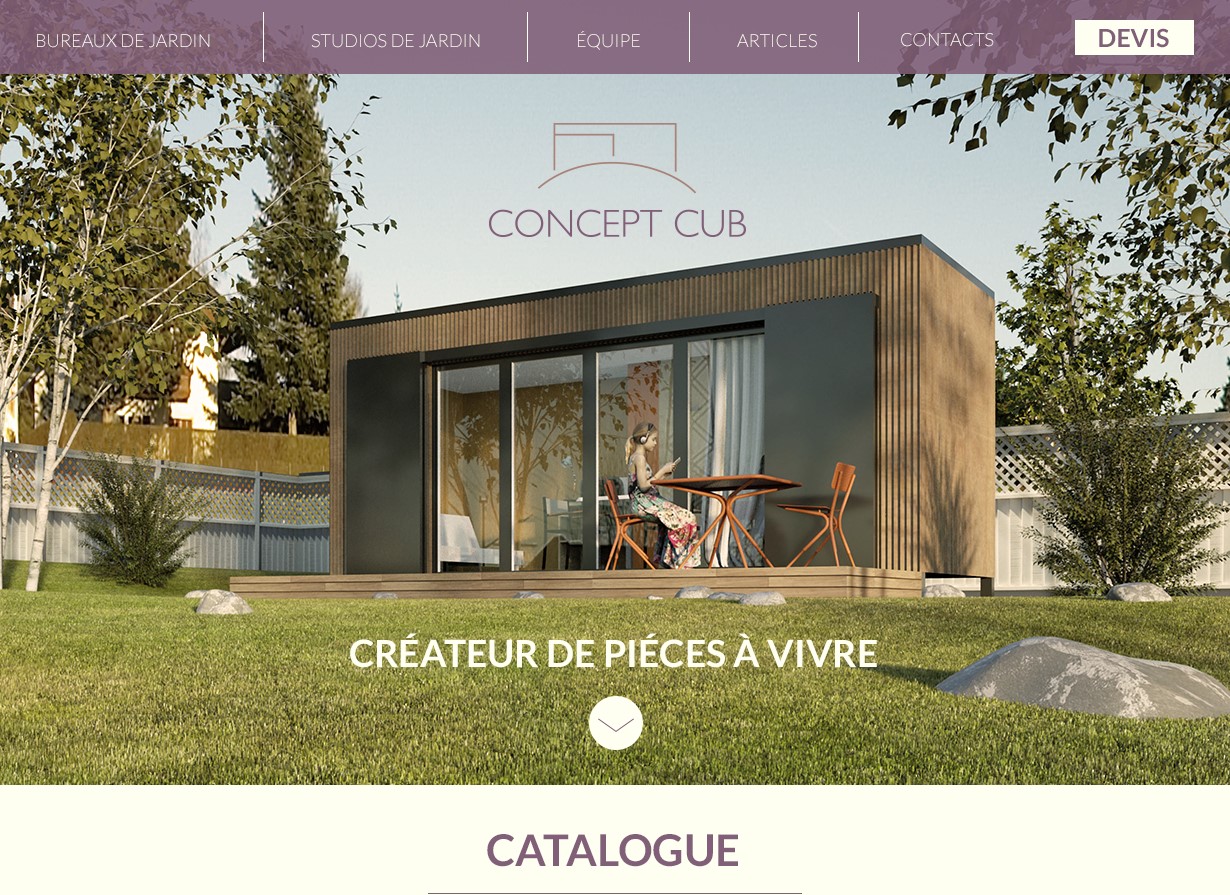 BUREAUX DE JARDIN
STUDIOS DE JARDIN
ÉQUIPE
ARTICLES
CONTACTS
DEVIS
CONCEPT CUB
CRÉATEUR DE PIÉCES À VIVRE
CATALOGUE